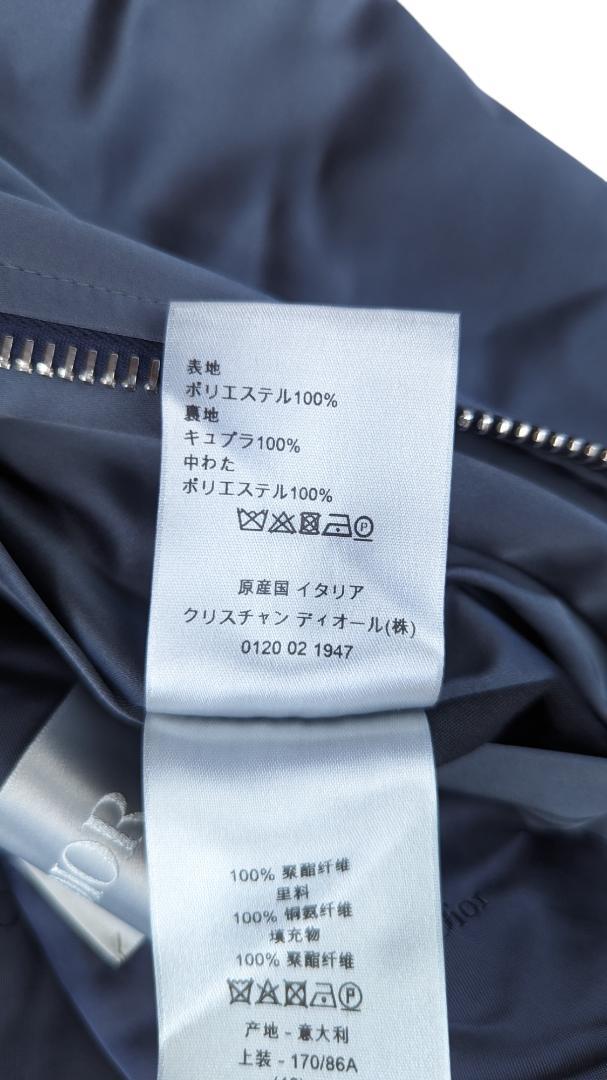 表地
ポリエステル100%
裏地
キュプラ100%
中わた
ポリエステル100%
P
原産国 イタリア
クリスチャン ディオール(株)
0120 02 1947
100% 聚酯纤维
里料
100% 铜氨纤维
填充物
100% 聚酯纤维
P
产地 - 意大利
上装 - 170/86A